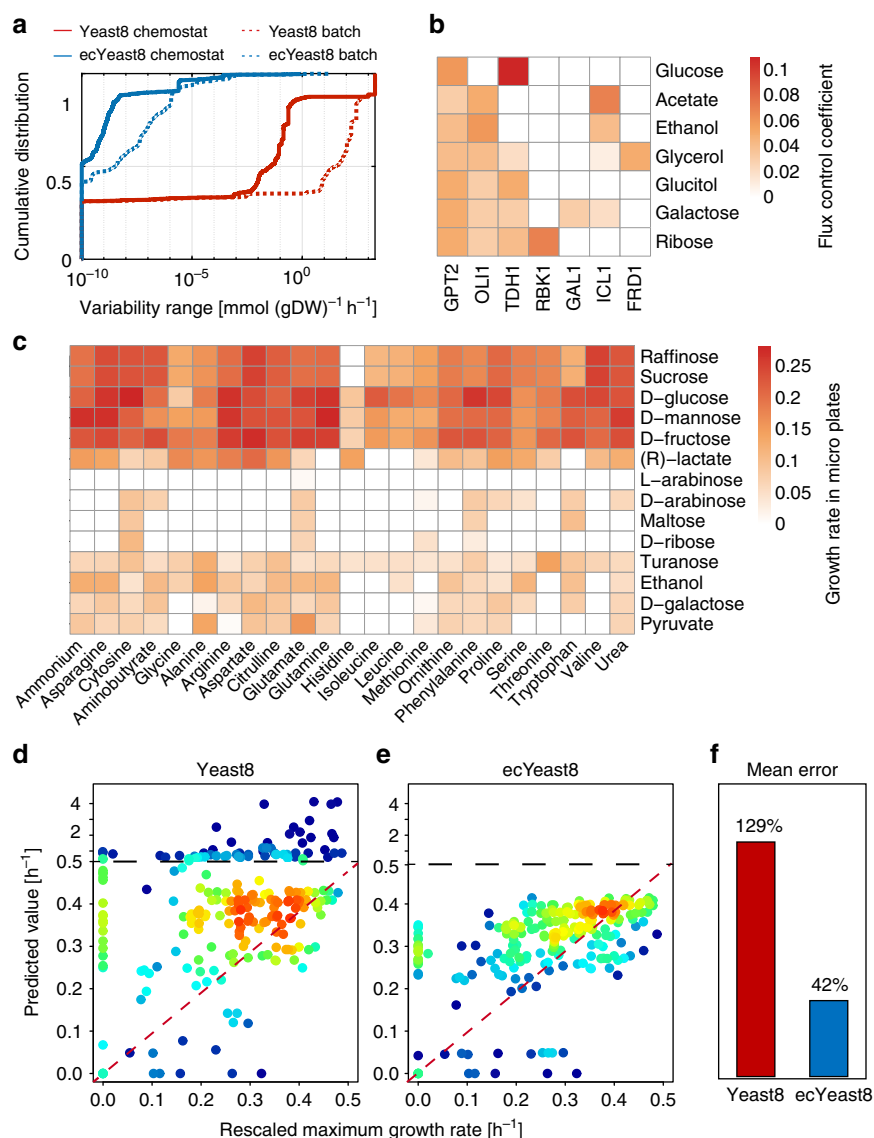 a
Yeast8 chemostat
Yeast8 batch
ecYeast8 chemostat
ecYeast8 batch
Cumulative distribution
1
0.5
0
10⁻¹⁰
10⁻⁵
10⁰
Variability range [mmol (gDW)⁻¹ h⁻¹]
b
Glucose
Acetate
Ethanol
Glycerol
Glucitol
Galactose
Ribose
GPT2
OLI1
TDH1
RBK1
GAL1
ICL1
FRD1
0.1
0.08
0.06
0.04
0.02
0
Flux control coefficient
c
Raffinose
Sucrose
D−glucose
D−mannose
D−fructose
(R)−lactate
L−arabinose
D−arabinose
Maltose
D−ribose
Turanose
Ethanol
D−galactose
Pyruvate
Ammonium
Asparagine
Cytosine
Aminobutyrate
Glycine
Alanine
Arginine
Aspartate
Citrulline
Glutamate
Glutamine
Histidine
Isoleucine
Leucine
Methionine
Ornithine
Phenylalanine
Proline
Serine
Threonine
Tryptophan
Valine
Urea
0.25
0.2
0.15
0.1
0.05
0
Growth rate in micro plates
d
Yeast8
Predicted value [h⁻¹]
4
2
0.5
0.4
0.3
0.2
0.1
0.0
0.0
0.1
0.2
0.3
0.4
0.5
e
ecYeast8
4
2
0.5
0.4
0.3
0.2
0.1
0.0
0.0
0.1
0.2
0.3
0.4
0.5
Rescaled maximum growth rate [h⁻¹]
f
Mean error
129%
42%
Yeast8
ecYeast8